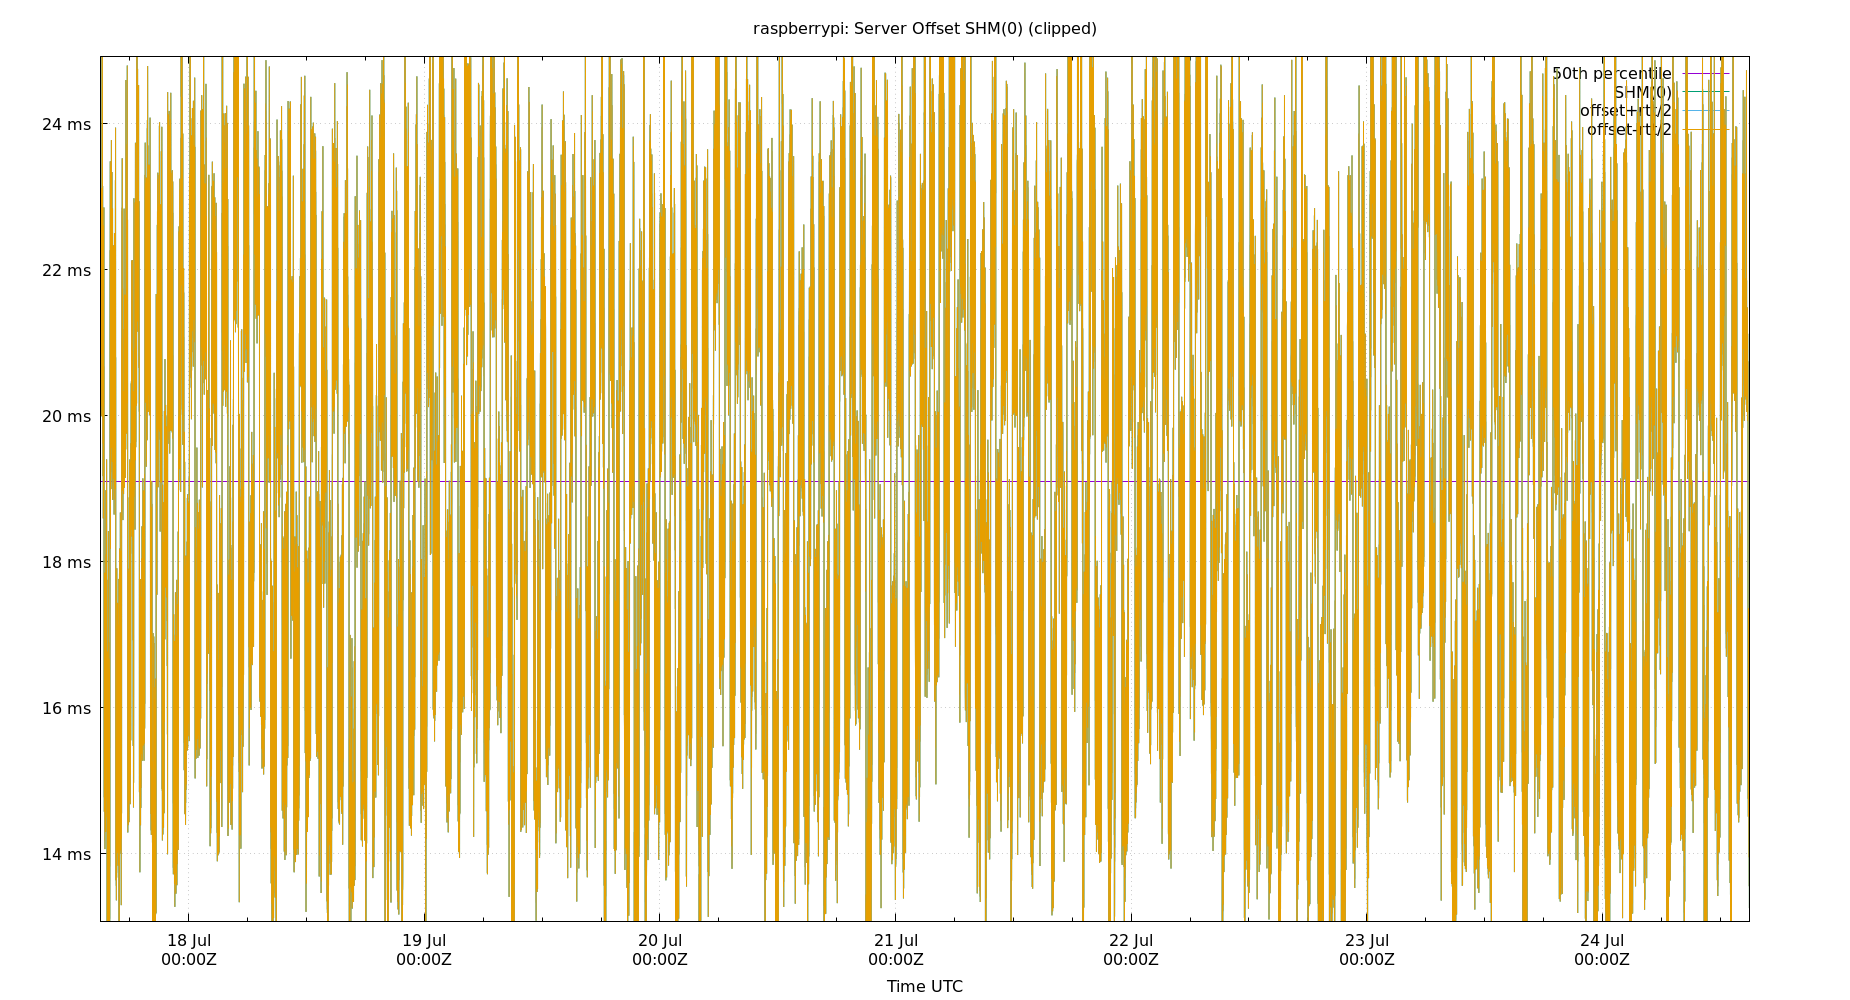 raspberrypi: Server Offset SHM(0) (clipped)
50th percentile
SHM(0)
offset+rtt/2
offset-rtt/2
24 ms
22 ms
20 ms
18 ms
16 ms
14 ms
18 Jul 19 Jul 20 Jul 21 Jul 22 Jul 23 Jul 24 Jul
00:00Z 00:00Z 00:00Z 00:00Z 00:00Z 00:00Z 00:00Z
Time UTC